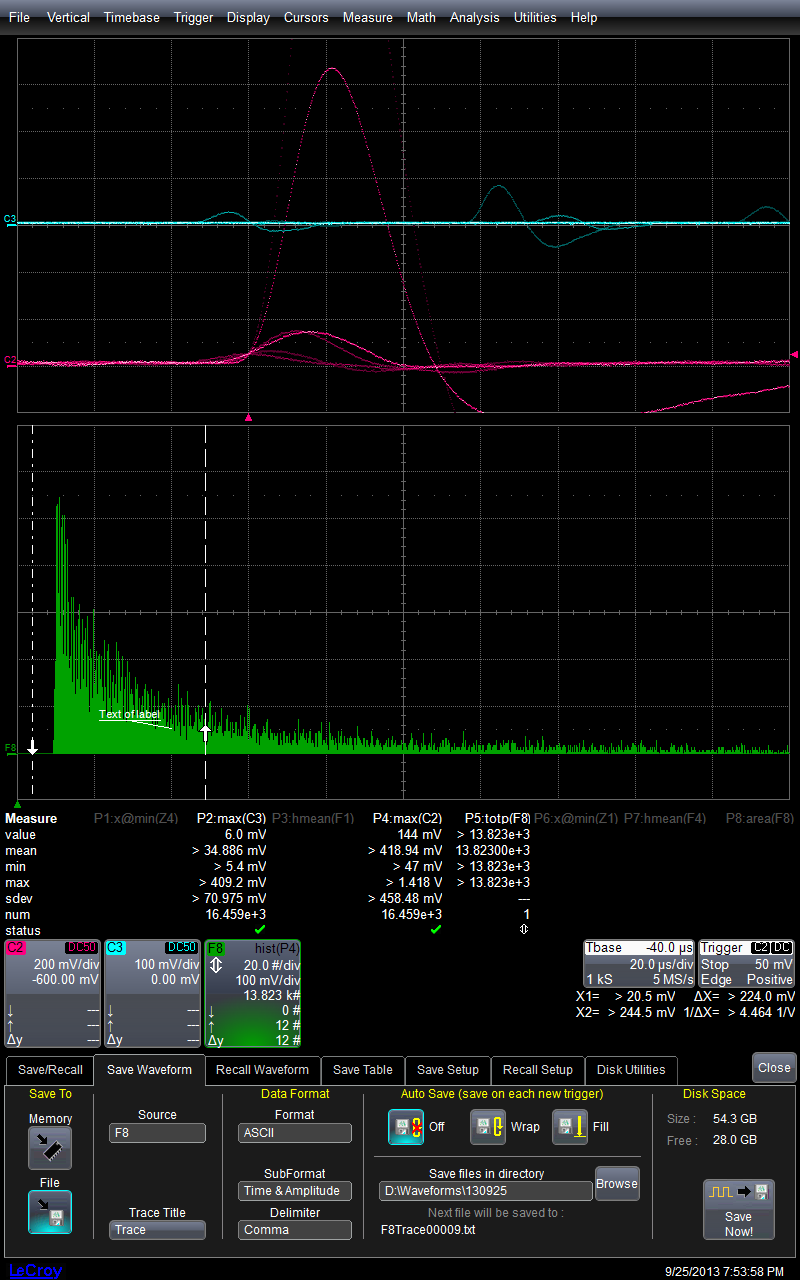 File Vertical Timebase Trigger Display Cursors Measure Math Analysis Utilities Help
C3
C2
Text of label
F8
Measure P1:x@min(Z4) P2:max(C3) P3:hmean(F1) P4:max(C2) P5:totp(F8) P6:x@min(Z1) P7:hmean(F4) P8:area(F8)
value 6.0 mV 144 mV > 13.823e+3
mean > 34.886 mV > 418.94 mV 13.82300e+3
min > 5.4 mV > 47 mV > 13.823e+3
max > 409.2 mV > 1.418 V > 13.823e+3
sdev > 70.975 mV > 458.48 mV ---
num 16.459e+3 16.459e+3 1
status
C2 DC50 C3 DC50 F8 hist(P4) Tbase -40.0 µs Trigger C2 DC
200 mV/div 100 mV/div 20.0 #/div 20.0 µs/div Stop 50 mV
-600.00 mV 0.00 mV 100 mV/div 1 kS 5 MS/s Edge Positive
13.823 k# X1= > 20.5 mV ΔX= > 224.0 mV
↓ --- ↓ --- ↓ 0 # X2= > 244.5 mV 1/ΔX= > 4.464 1/V
↑ --- ↑ --- ↑ 12 #
Δy --- Δy --- Δy 12 #
Save/Recall Save Waveform Recall Waveform Save Table Save Setup Recall Setup Disk Utilities Close
Save To Data Format Auto Save (save on each new trigger) Disk Space
Memory Source Format Off Wrap Fill Size : 54.3 GB
F8 ASCII Free : 28.0 GB
File SubFormat Save files in directory
Time & Amplitude D:\Waveforms\130925 Browse
Trace Title Delimiter Next file will be saved to :
Trace Comma F8Trace00009.txt
Save
Now!
LeCroy 9/25/2013 7:53:58 PM